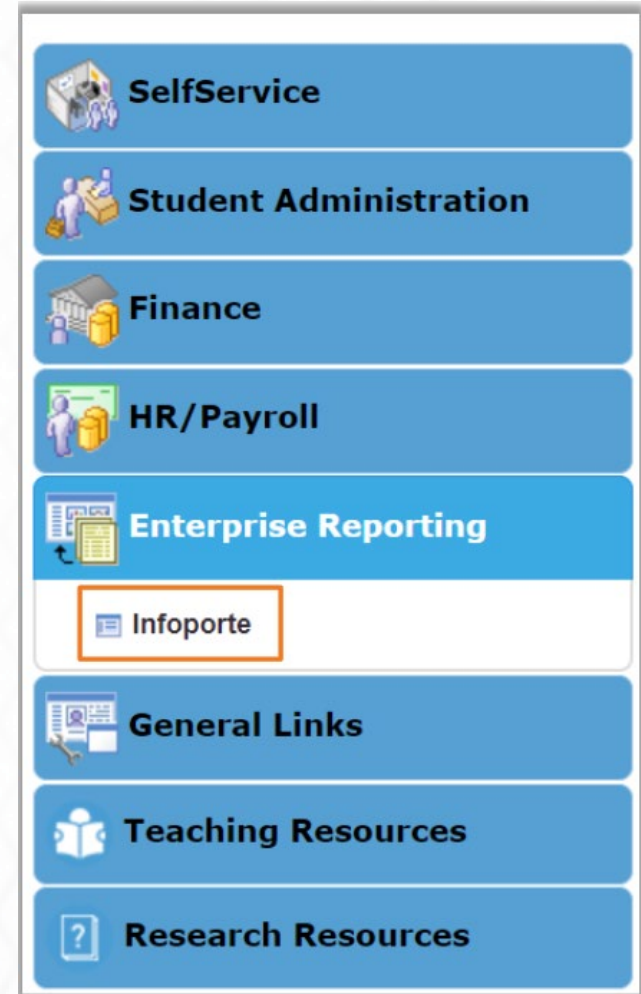 SelfService
Student Administration
Finance
HR/Payroll
Enterprise Reporting
Infoporte
General Links
Teaching Resources
? Research Resources